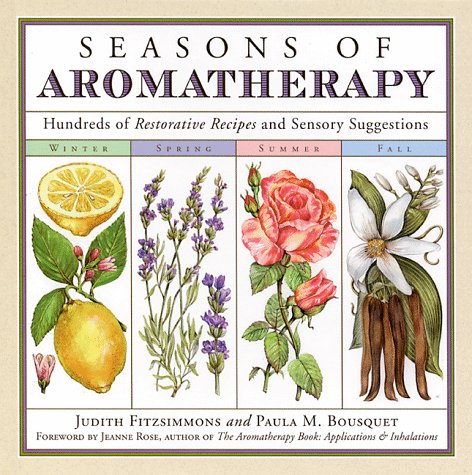 SEASONS OF
AROMATHERAPY
Hundreds of Restorative Recipes and Sensory Suggestions
WINTER SPRING SUMMER FALL
JUDITH FITZSIMMONS and PAULA M. BOUSQUET
FOREWORD BY JEANNE ROSE, AUTHOR OF The Aromatherapy Book: Applications & Inhalations